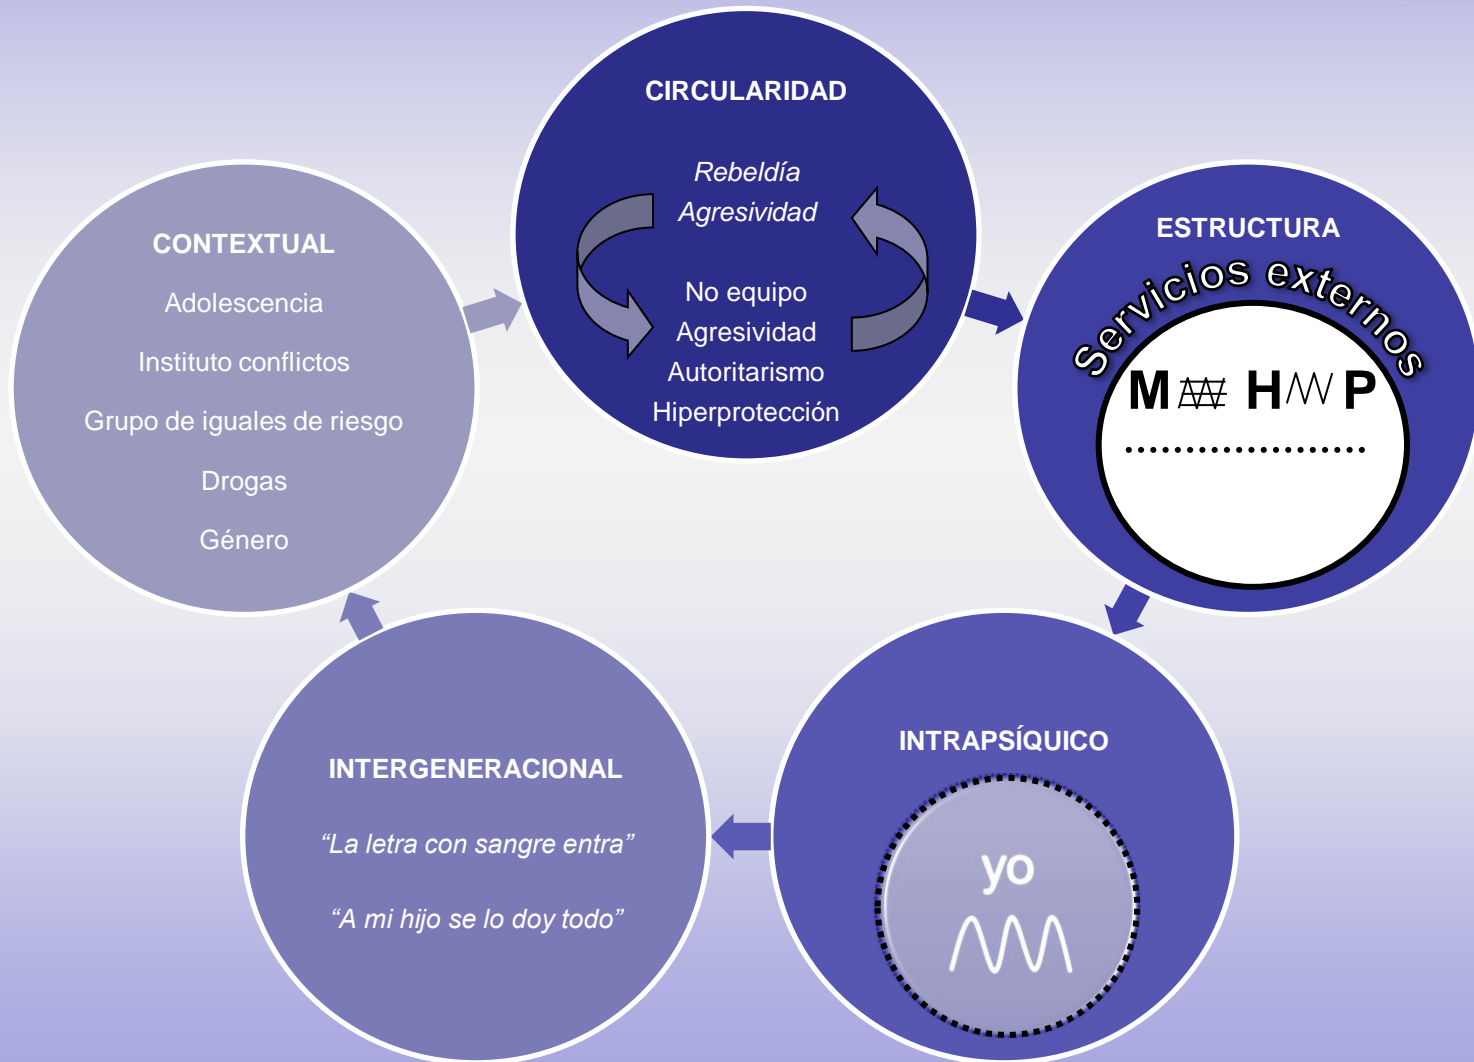 CIRCULARIDAD
Rebeldía
Agresividad
No equipo
Agresividad
Autoritarismo
Hiperprotección
ESTRUCTURA
Servicios externos
M H P
INTRAPSÍQUICO
yo
INTERGENERACIONAL
“La letra con sangre entra”
“A mi hijo se lo doy todo”
CONTEXTUAL
Adolescencia
Instituto conflictos
Grupo de iguales de riesgo
Drogas
Género